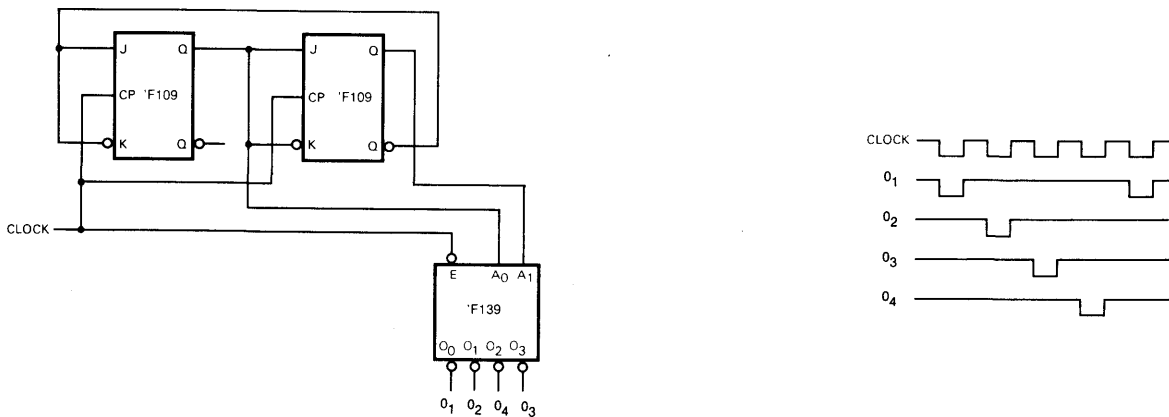 J Q
CP 'F109
K Q
J Q
CP 'F109
K Q
CLOCK
E A0 A1
'F139
O0 O1 O2 O3
01 02 04 03
CLOCK
01
02
03
04